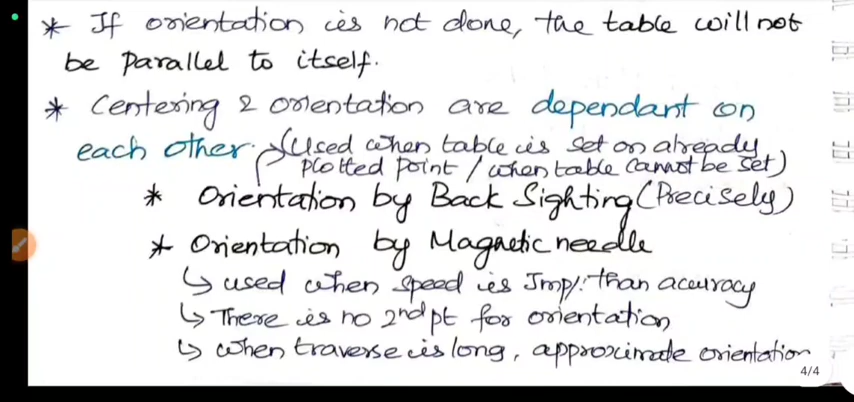 * If orientation is not done, the table will not
be parallel to itself.
* Centering & orientation are dependant on
each other. (Used when table is set on already
plotted point / when table cannot be set)
* Orientation by Back Sighting (Precisely)
* Orientation by Magnetic needle
↳ used when speed is Imp: than accuracy
↳ There is no 2nd pt for orientation
↳ when traverse is long, approximate orientation
4/4